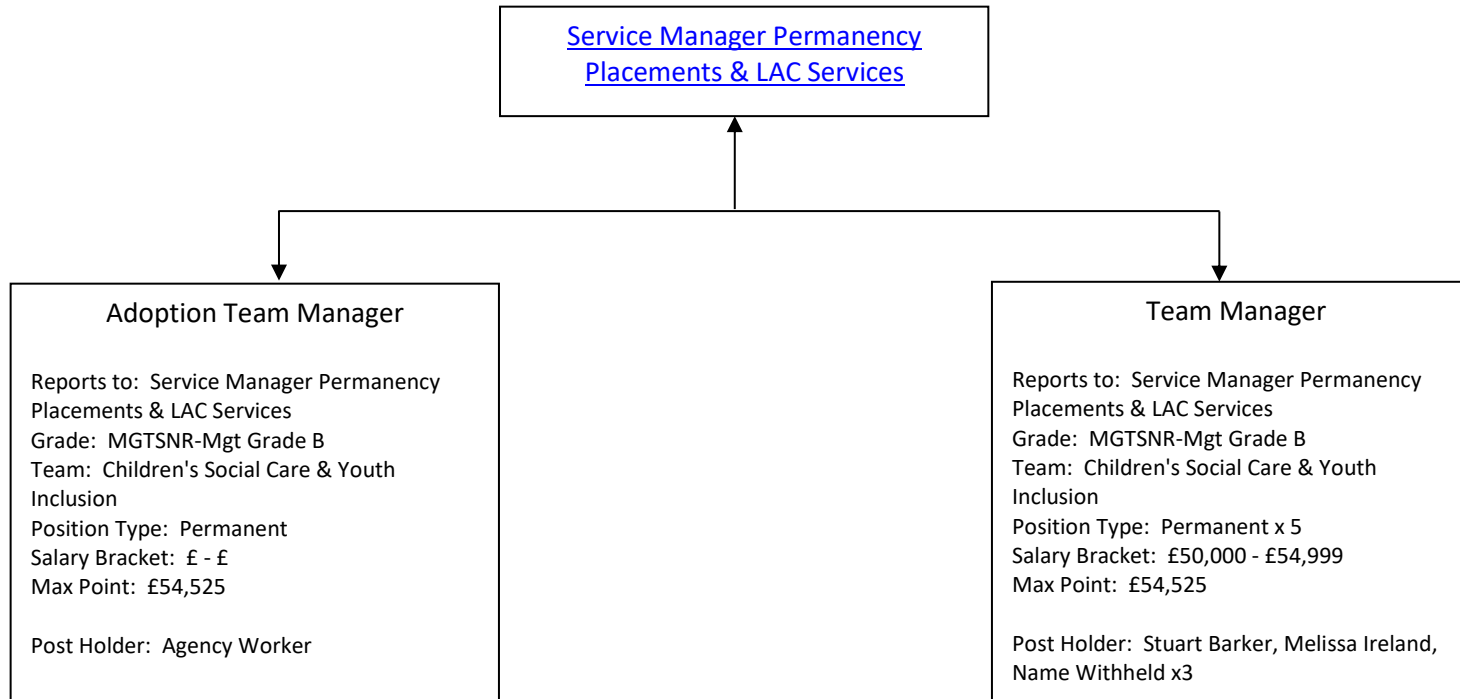 Service Manager Permanency
Placements & LAC Services
Adoption Team Manager
Reports to: Service Manager Permanency
Placements & LAC Services
Grade: MGTSNR-Mgt Grade B
Team: Children's Social Care & Youth
Inclusion
Position Type: Permanent
Salary Bracket: £ - £
Max Point: £54,525
Post Holder: Agency Worker
Team Manager
Reports to: Service Manager Permanency
Placements & LAC Services
Grade: MGTSNR-Mgt Grade B
Team: Children's Social Care & Youth
Inclusion
Position Type: Permanent x 5
Salary Bracket: £50,000 - £54,999
Max Point: £54,525
Post Holder: Stuart Barker, Melissa Ireland,
Name Withheld x3